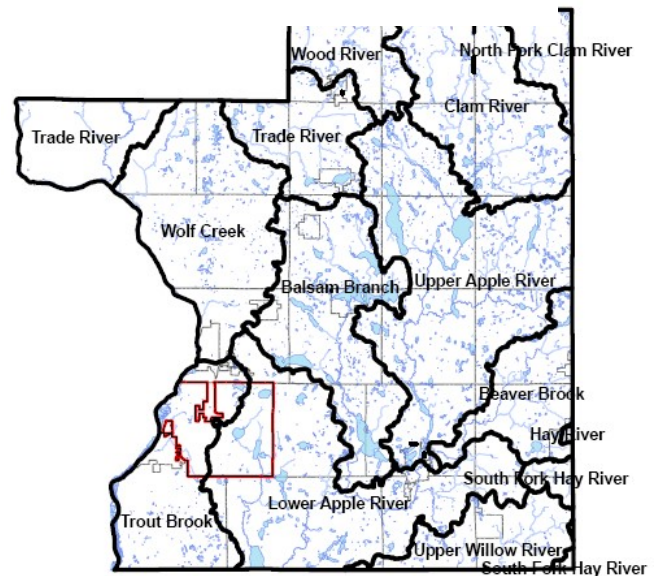 Wood River
North Fork Clam River
Clam River
Trade River
Trade River
Wolf Creek
Balsam Branch
Upper Apple River
Beaver Brook
Hay River
South Fork Hay River
Lower Apple River
Trout Brook
Upper Willow River
South Fork Hay River